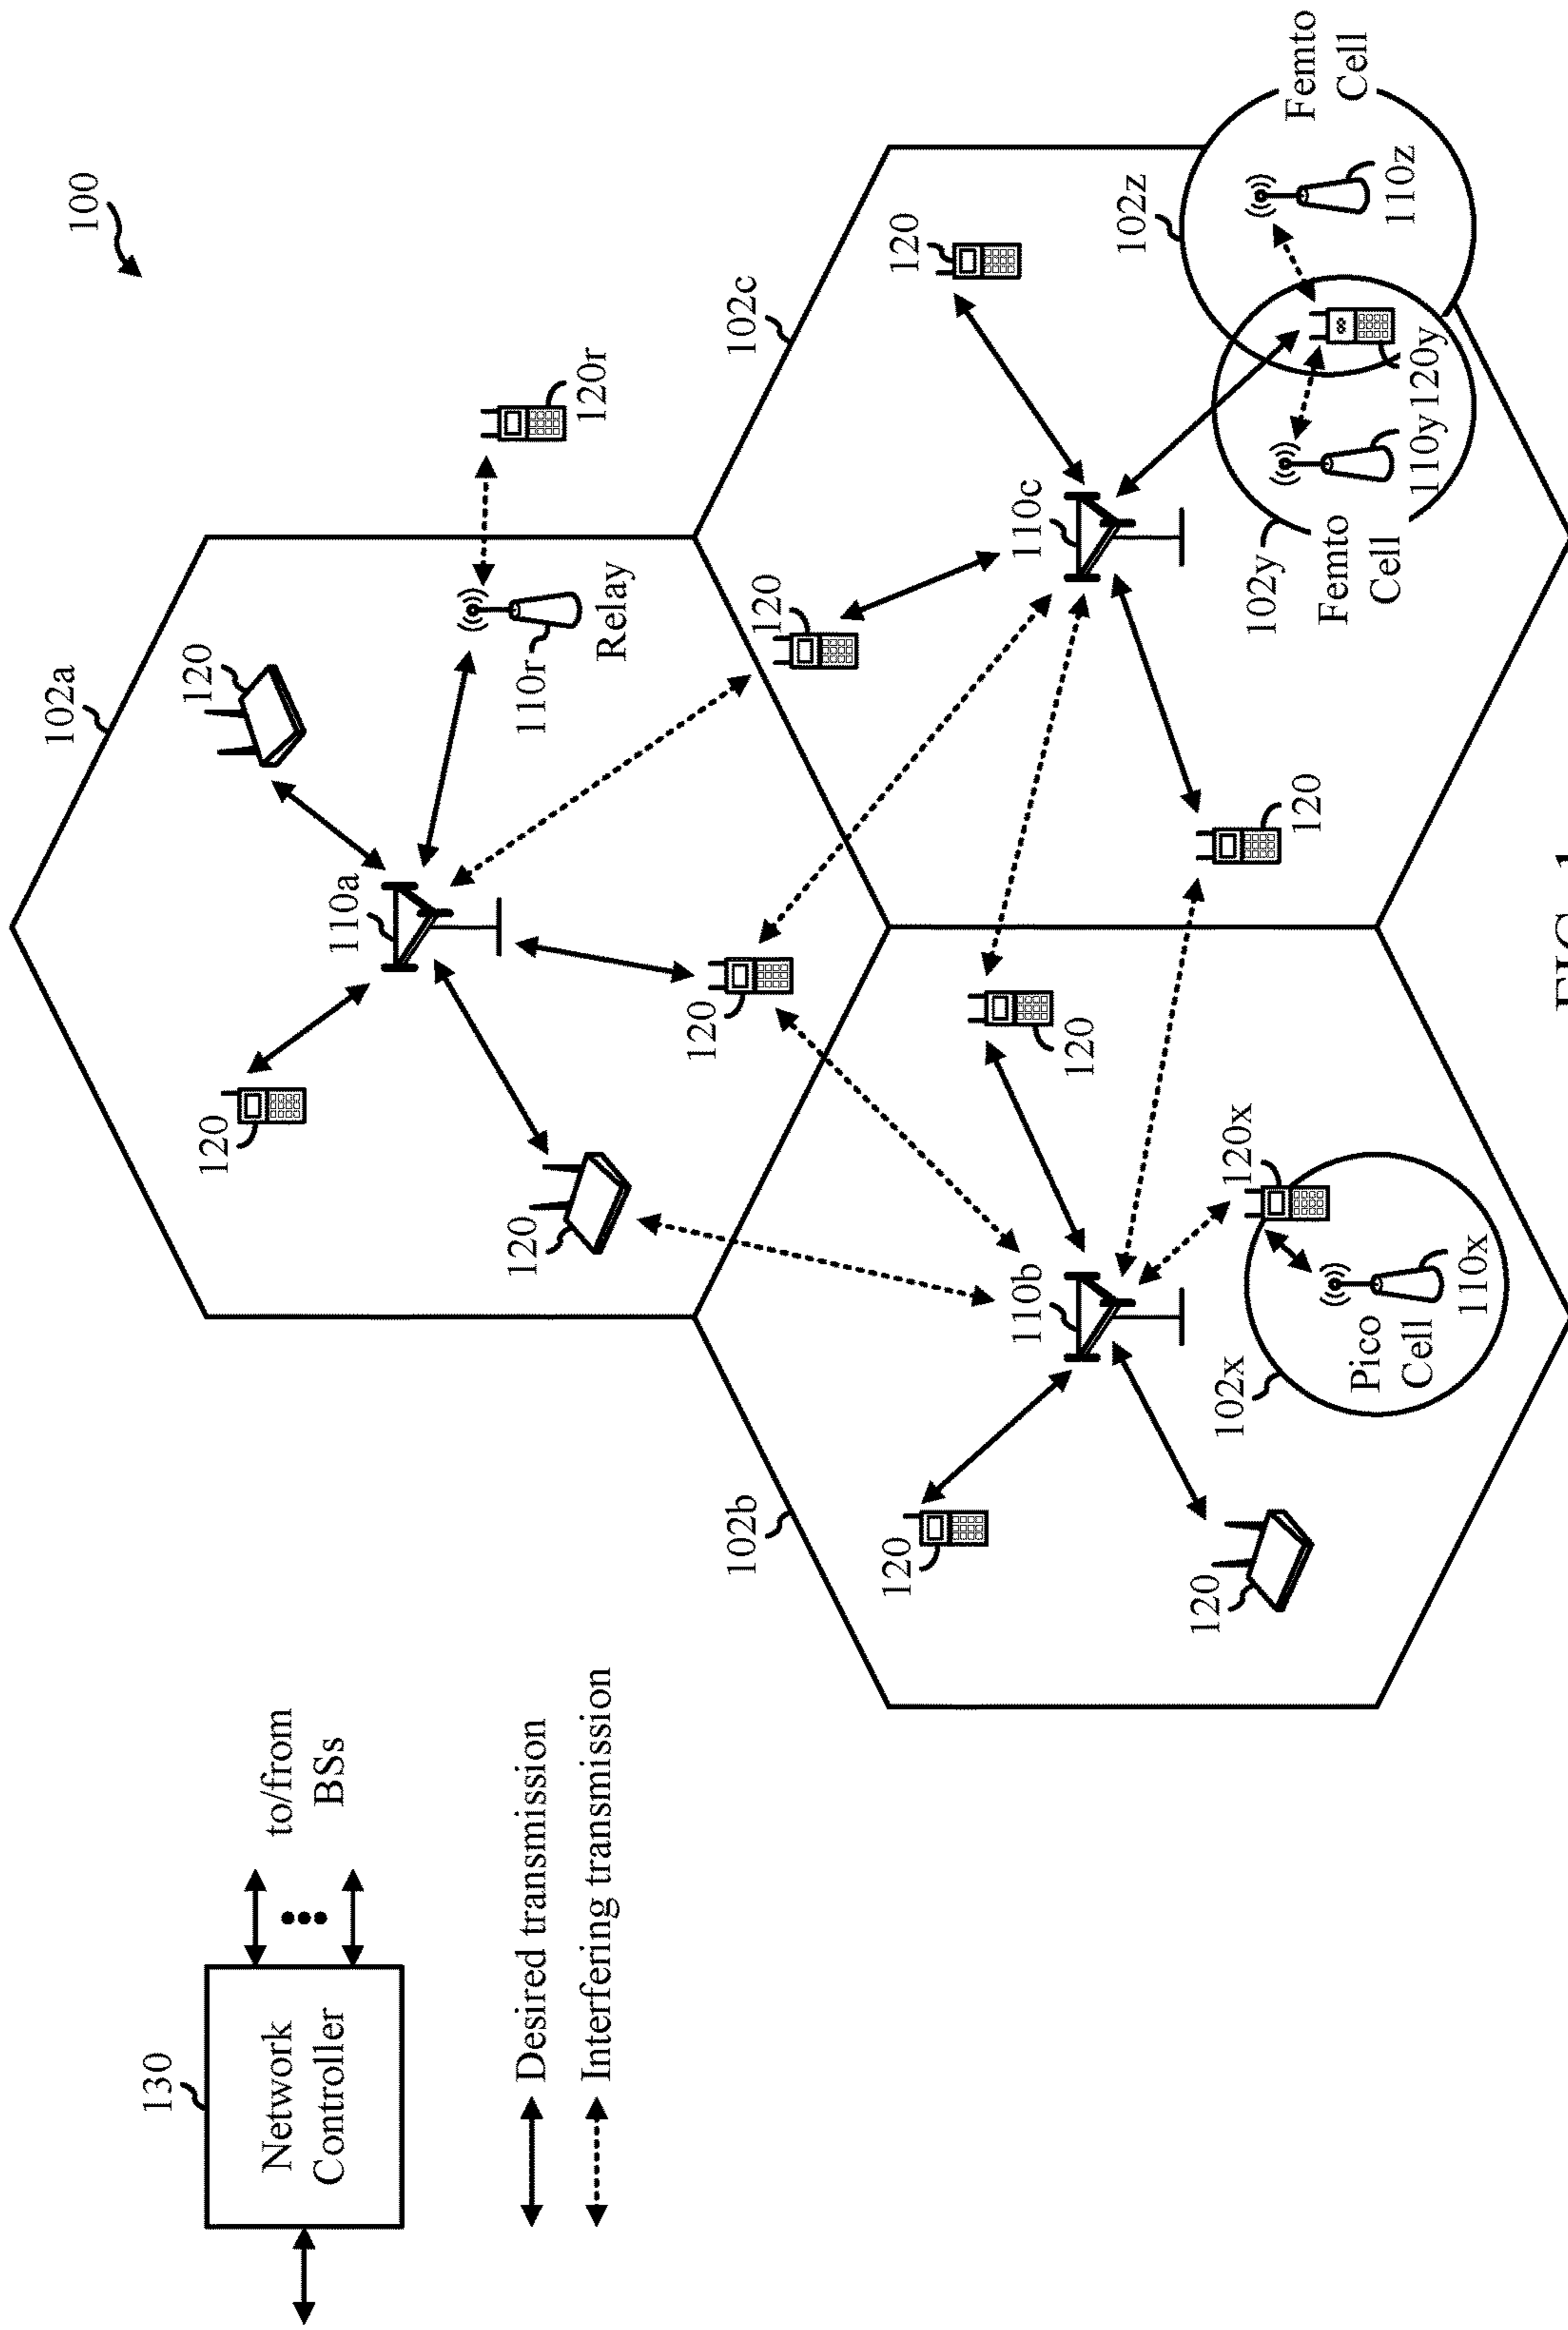 100
102a
130
Network
Controller
to/from
BSs
120
120
110a
120
110r
Relay
120r
Desired transmission
Interfering transmission
120
102b
102c
120
120
120
110b
120
110c
120
102z
120
102x
Pico
Cell
110x
120x
120
102y
Femto
Cell
110y
120y
110z
Femto
Cell
FIG. 1